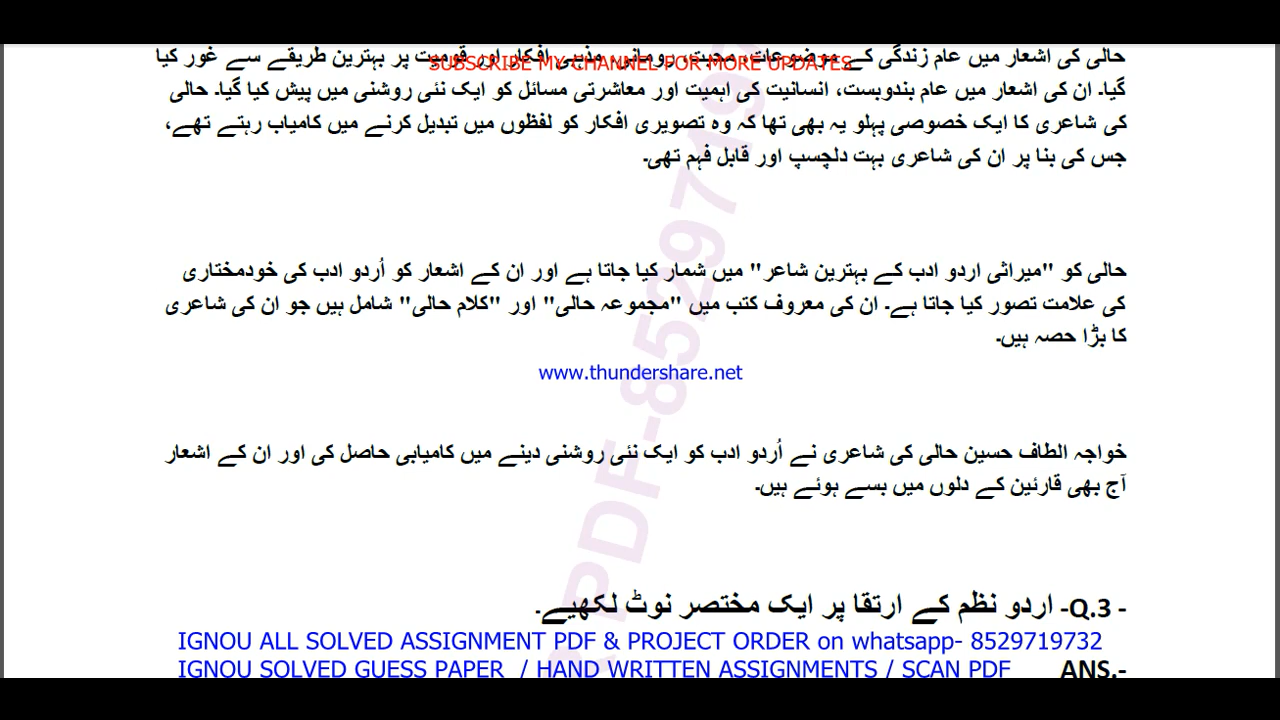 حالی کی اشعار میں عام زندگی کے موضوعات، محبت، رومانی، مذہبی افکار اور قومیت پر بہترین طریقے سے غور کیا
SUBSCRIBE MY CHANNEL FOR MORE UPDATES
گیا۔ ان کی اشعار میں عام بندوبست، انسانیت کی اہمیت اور معاشرتی مسائل کو ایک نئی روشنی میں پیش کیا گیا۔ حالی
کی شاعری کا ایک خصوصی پہلو یہ بھی تھا کہ وہ تصویری افکار کو لفظوں میں تبدیل کرنے میں کامیاب رہتے تھے،
جس کی بنا پر ان کی شاعری بہت دلچسپ اور قابل فہم تھی۔
حالی کو "میراثی اردو ادب کے بہترین شاعر" میں شمار کیا جاتا ہے اور ان کے اشعار کو اُردو ادب کی خودمختاری
کی علامت تصور کیا جاتا ہے۔ ان کی معروف کتب میں "مجموعہ حالی" اور "کلام حالی" شامل ہیں جو ان کی شاعری
کا بڑا حصہ ہیں۔
www.thundershare.net
خواجہ الطاف حسین حالی کی شاعری نے اُردو ادب کو ایک نئی روشنی دینے میں کامیابی حاصل کی اور ان کے اشعار
آج بھی قارئین کے دلوں میں بسے ہوئے ہیں۔
- Q.3- اردو نظم کے ارتقا پر ایک مختصر نوٹ لکھیے۔
IGNOU ALL SOLVED ASSIGNMENT PDF & PROJECT ORDER on whatsapp- 8529719732
IGNOU SOLVED GUESS PAPER / HAND WRITTEN ASSIGNMENTS / SCAN PDF
ANS.-
PDF-85297197